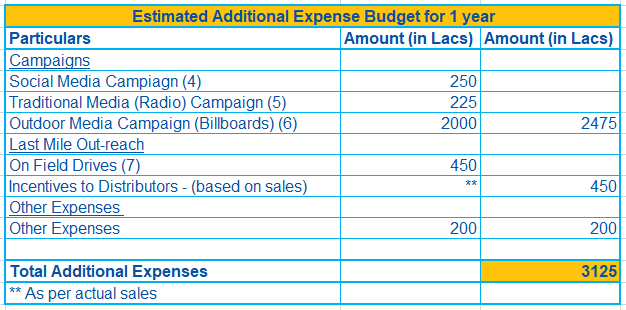 Estimated Additional Expense Budget for 1 year
Particulars Amount (in Lacs) Amount (in Lacs)
Campaigns
Social Media Campiagn (4) 250
Traditional Media (Radio) Campaign (5) 225
Outdoor Media Campaign (Billboards) (6) 2000 2475
Last Mile Out-reach
On Field Drives (7) 450
Incentives to Distributors - (based on sales) ** 450
Other Expenses
Other Expenses 200 200
Total Additional Expenses 3125
** As per actual sales